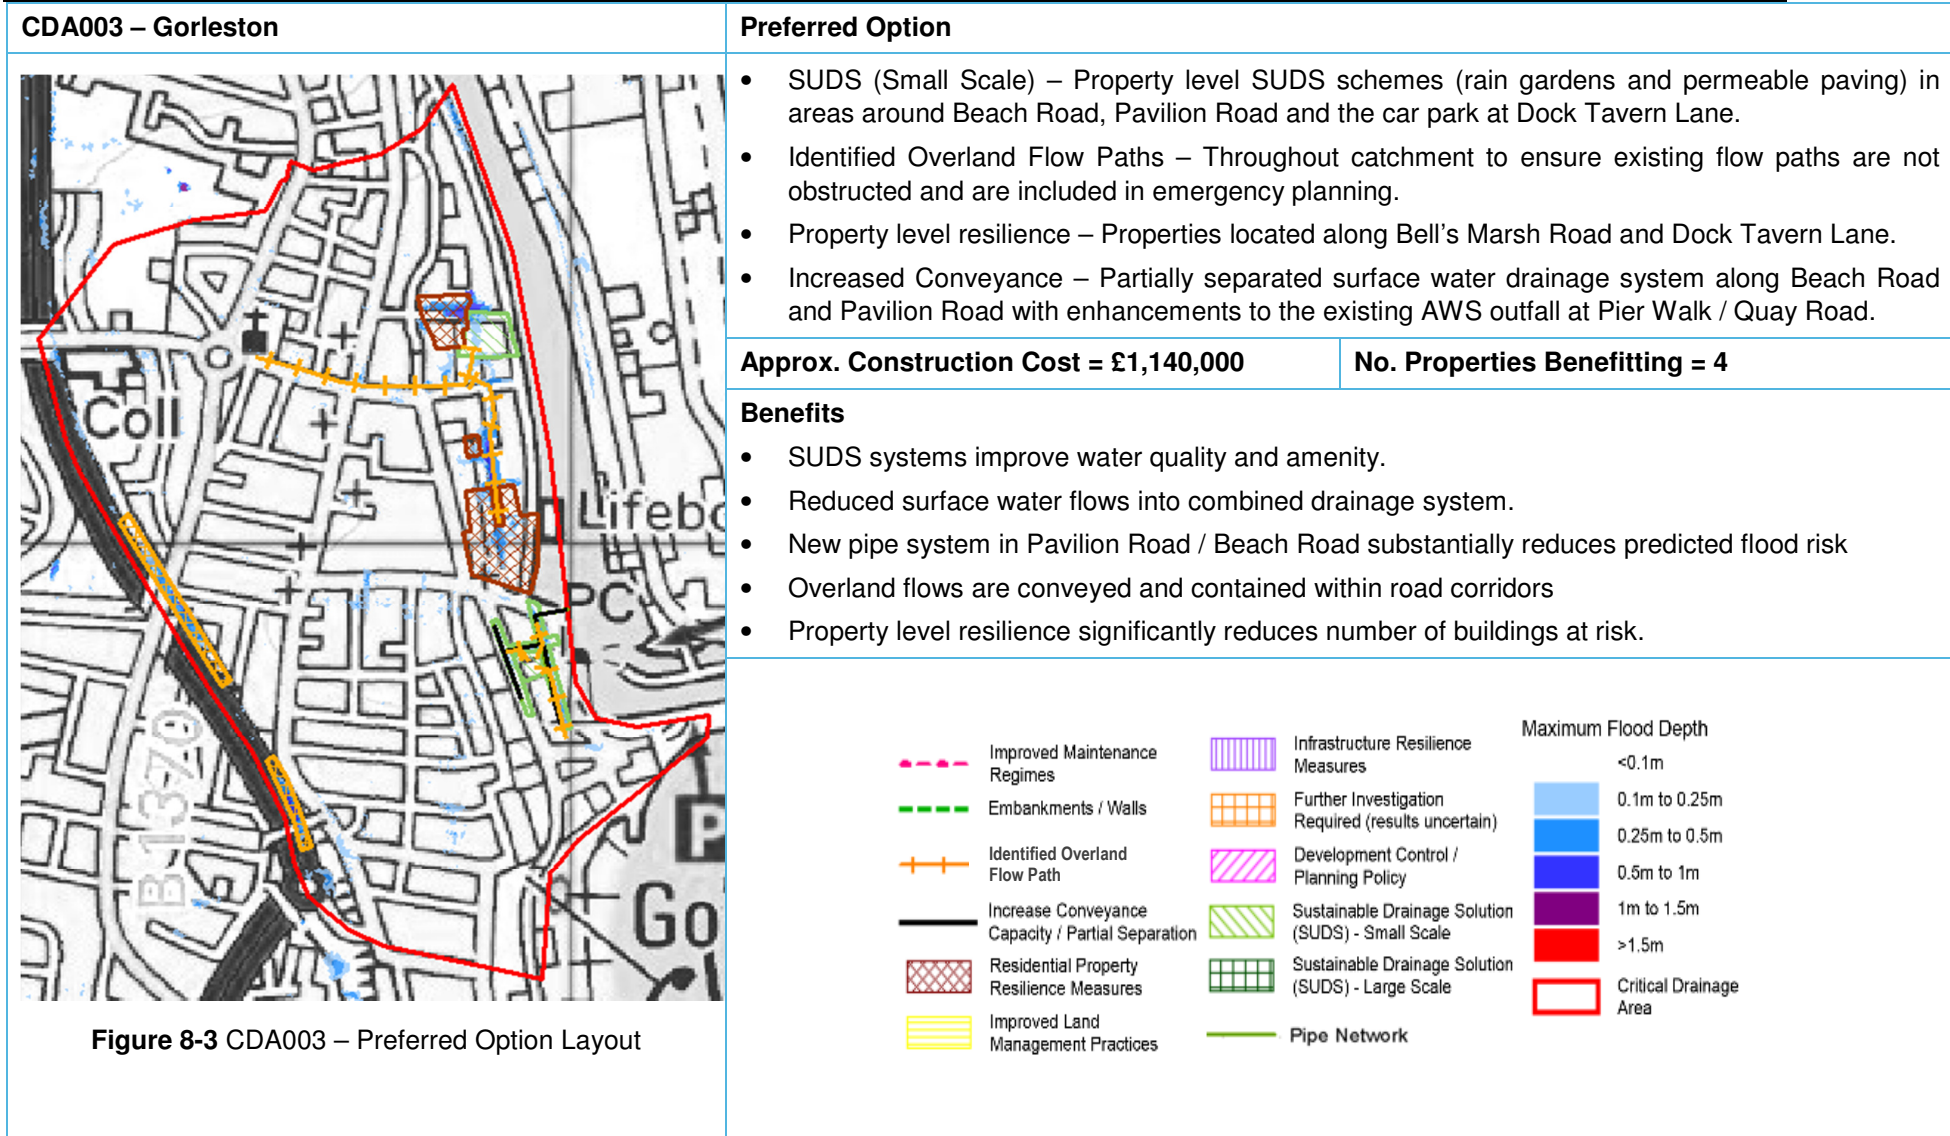 CDA003 – Gorleston
Coll
Lifebo
PC
B1370
P
Go
Cl
Figure 8-3 CDA003 – Preferred Option Layout
Preferred Option
• SUDS (Small Scale) – Property level SUDS schemes (rain gardens and permeable paving) in
areas around Beach Road, Pavilion Road and the car park at Dock Tavern Lane.
• Identified Overland Flow Paths – Throughout catchment to ensure existing flow paths are not
obstructed and are included in emergency planning.
• Property level resilience – Properties located along Bell’s Marsh Road and Dock Tavern Lane.
• Increased Conveyance – Partially separated surface water drainage system along Beach Road
and Pavilion Road with enhancements to the existing AWS outfall at Pier Walk / Quay Road.
Approx. Construction Cost = £1,140,000
No. Properties Benefitting = 4
Benefits
• SUDS systems improve water quality and amenity.
• Reduced surface water flows into combined drainage system.
• New pipe system in Pavilion Road / Beach Road substantially reduces predicted flood risk
• Overland flows are conveyed and contained within road corridors
• Property level resilience significantly reduces number of buildings at risk.
Improved Maintenance
Regimes
Embankments / Walls
Identified Overland
Flow Path
Increase Conveyance
Capacity / Partial Separation
Residential Property
Resilience Measures
Improved Land
Management Practices
Infrastructure Resilience
Measures
Further Investigation
Required (results uncertain)
Development Control /
Planning Policy
Sustainable Drainage Solution
(SUDS) - Small Scale
Sustainable Drainage Solution
(SUDS) - Large Scale
Pipe Network
Maximum Flood Depth
<0.1m
0.1m to 0.25m
0.25m to 0.5m
0.5m to 1m
1m to 1.5m
>1.5m
Critical Drainage
Area